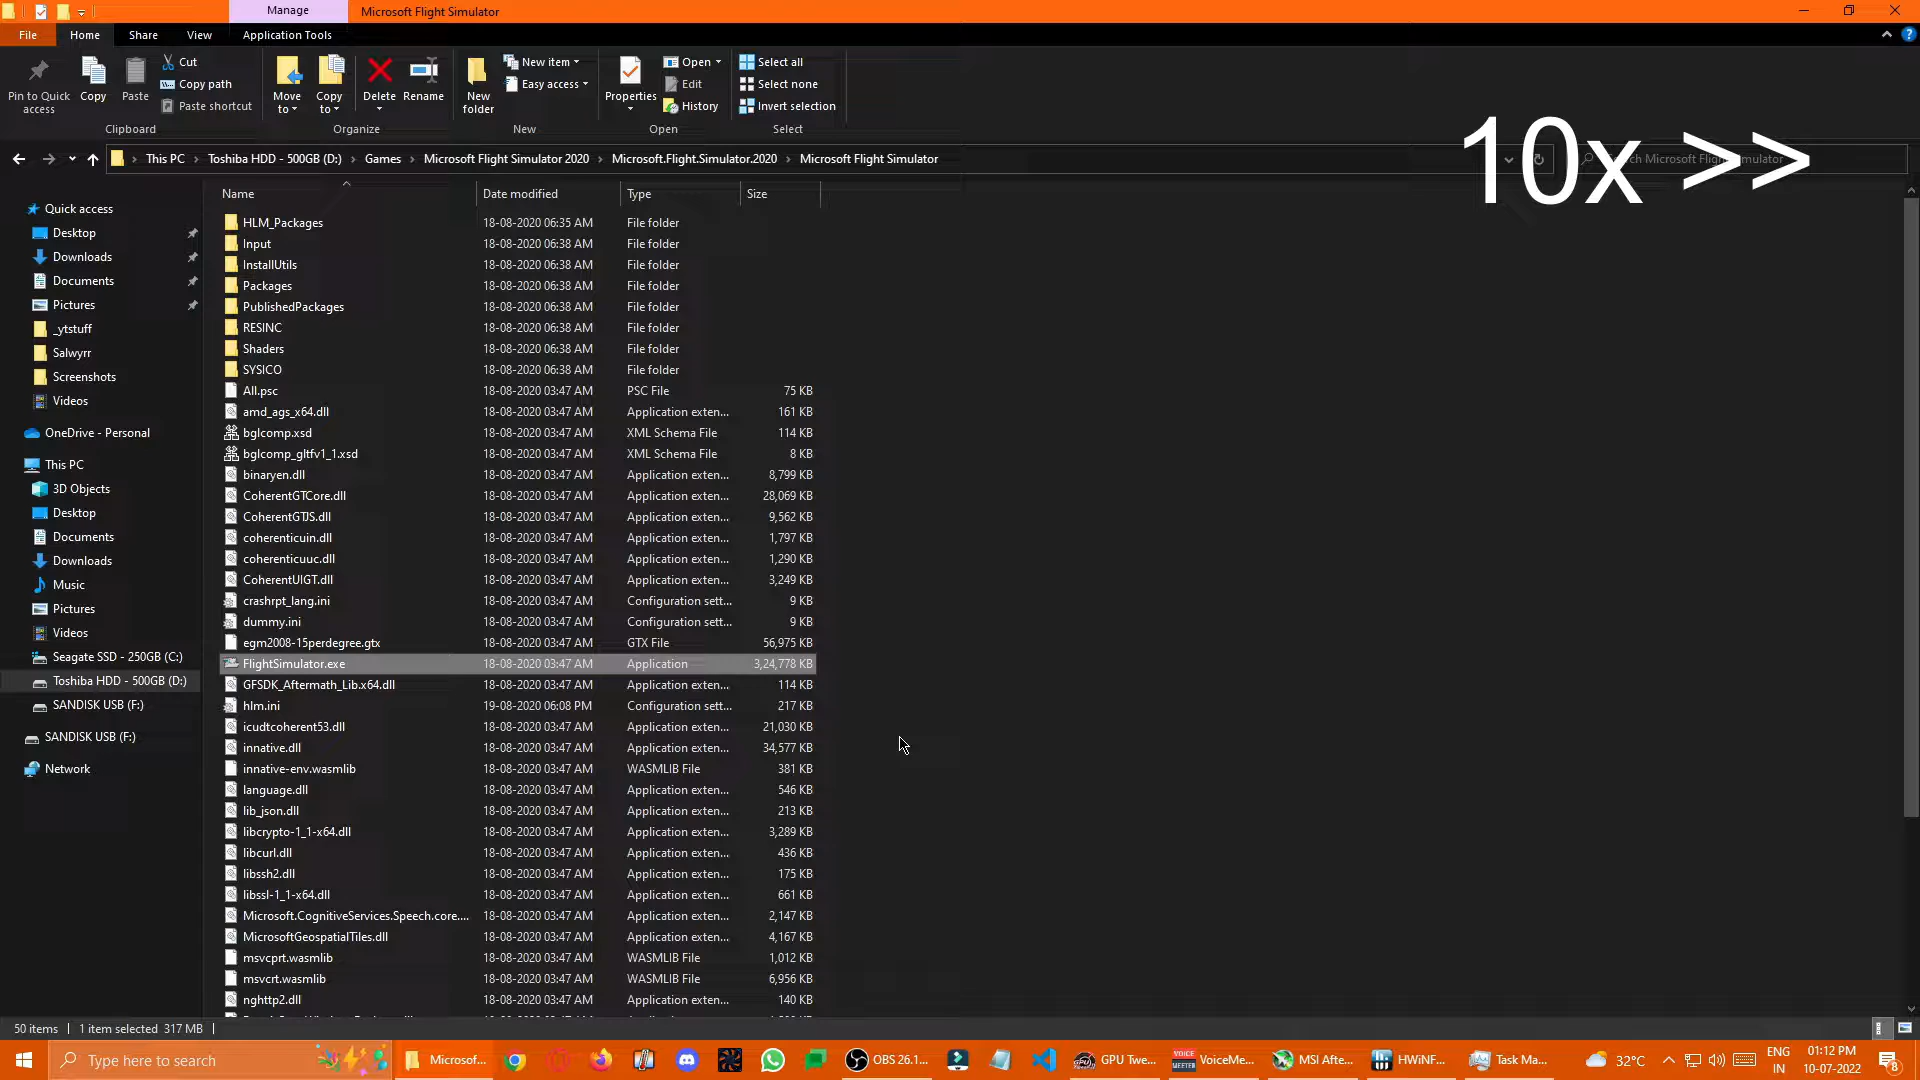 Manage
Microsoft Flight Simulator
File
Home
Share
View
Application Tools
Pin to Quick access
Copy
Paste
Cut
Copy path
Paste shortcut
Clipboard
Move to
Copy to
Delete
Rename
Organize
New folder
New item
Easy access
New
Properties
Open
Edit
History
Open
Select all
Select none
Invert selection
Select
10x >>
This PC > Toshiba HDD - 500GB (D:) > Games > Microsoft Flight Simulator 2020 > Microsoft.Flight.Simulator.2020 > Microsoft Flight Simulator
Search Microsoft Flight Simulator
Quick access
Desktop
Downloads
Documents
Pictures
_ytstuff
Salwyrr
Screenshots
Videos
OneDrive - Personal
This PC
3D Objects
Desktop
Documents
Downloads
Music
Pictures
Videos
Seagate SSD - 250GB (C:)
Toshiba HDD - 500GB (D:)
SANDISK USB (F:)
SANDISK USB (F:)
Network
Name Date modified Type Size
HLM_Packages 18-08-2020 06:35 AM File folder
Input 18-08-2020 06:38 AM File folder
InstallUtils 18-08-2020 06:38 AM File folder
Packages 18-08-2020 06:38 AM File folder
PublishedPackages 18-08-2020 06:38 AM File folder
RESINC 18-08-2020 06:38 AM File folder
Shaders 18-08-2020 06:38 AM File folder
SYSICO 18-08-2020 06:38 AM File folder
All.psc 18-08-2020 03:47 AM PSC File 75 KB
amd_ags_x64.dll 18-08-2020 03:47 AM Application exten... 161 KB
bglcomp.xsd 18-08-2020 03:47 AM XML Schema File 114 KB
bglcomp_gltfv1_1.xsd 18-08-2020 03:47 AM XML Schema File 8 KB
binaryen.dll 18-08-2020 03:47 AM Application exten... 8,799 KB
CoherentGTCore.dll 18-08-2020 03:47 AM Application exten... 28,069 KB
CoherentGTJS.dll 18-08-2020 03:47 AM Application exten... 9,562 KB
coherenticuin.dll 18-08-2020 03:47 AM Application exten... 1,797 KB
coherenticuuc.dll 18-08-2020 03:47 AM Application exten... 1,290 KB
CoherentUIGT.dll 18-08-2020 03:47 AM Application exten... 3,249 KB
crashrpt_lang.ini 18-08-2020 03:47 AM Configuration sett... 9 KB
dummy.ini 18-08-2020 03:47 AM Configuration sett... 9 KB
egm2008-15perdegree.gtx 18-08-2020 03:47 AM GTX File 56,975 KB
FlightSimulator.exe 18-08-2020 03:47 AM Application 3,24,778 KB
GFSDK_Aftermath_Lib.x64.dll 18-08-2020 03:47 AM Application exten... 114 KB
hlm.ini 19-08-2020 06:08 PM Configuration sett... 217 KB
icudtcoherent53.dll 18-08-2020 03:47 AM Application exten... 21,030 KB
innative.dll 18-08-2020 03:47 AM Application exten... 34,577 KB
innative-env.wasmlib 18-08-2020 03:47 AM WASMLIB File 381 KB
language.dll 18-08-2020 03:47 AM Application exten... 546 KB
lib_json.dll 18-08-2020 03:47 AM Application exten... 213 KB
libcrypto-1_1-x64.dll 18-08-2020 03:47 AM Application exten... 3,289 KB
libcurl.dll 18-08-2020 03:47 AM Application exten... 436 KB
libssh2.dll 18-08-2020 03:47 AM Application exten... 175 KB
libssl-1_1-x64.dll 18-08-2020 03:47 AM Application exten... 661 KB
Microsoft.CognitiveServices.Speech.core.... 18-08-2020 03:47 AM Application exten... 2,147 KB
MicrosoftGeospatialTiles.dll 18-08-2020 03:47 AM Application exten... 4,167 KB
msvcprt.wasmlib 18-08-2020 03:47 AM WASMLIB File 1,012 KB
msvcrt.wasmlib 18-08-2020 03:47 AM WASMLIB File 6,956 KB
nghttp2.dll 18-08-2020 03:47 AM Application exten... 140 KB
50 items 1 item selected 317 MB
Type here to search
Microsof...
OBS 26.1...
GPU Twe...
VOICE MEETER
VoiceMe...
MSI Afte...
HWiNF...
Task Ma...
32°C
ENG
IN
01:12 PM
10-07-2022
8